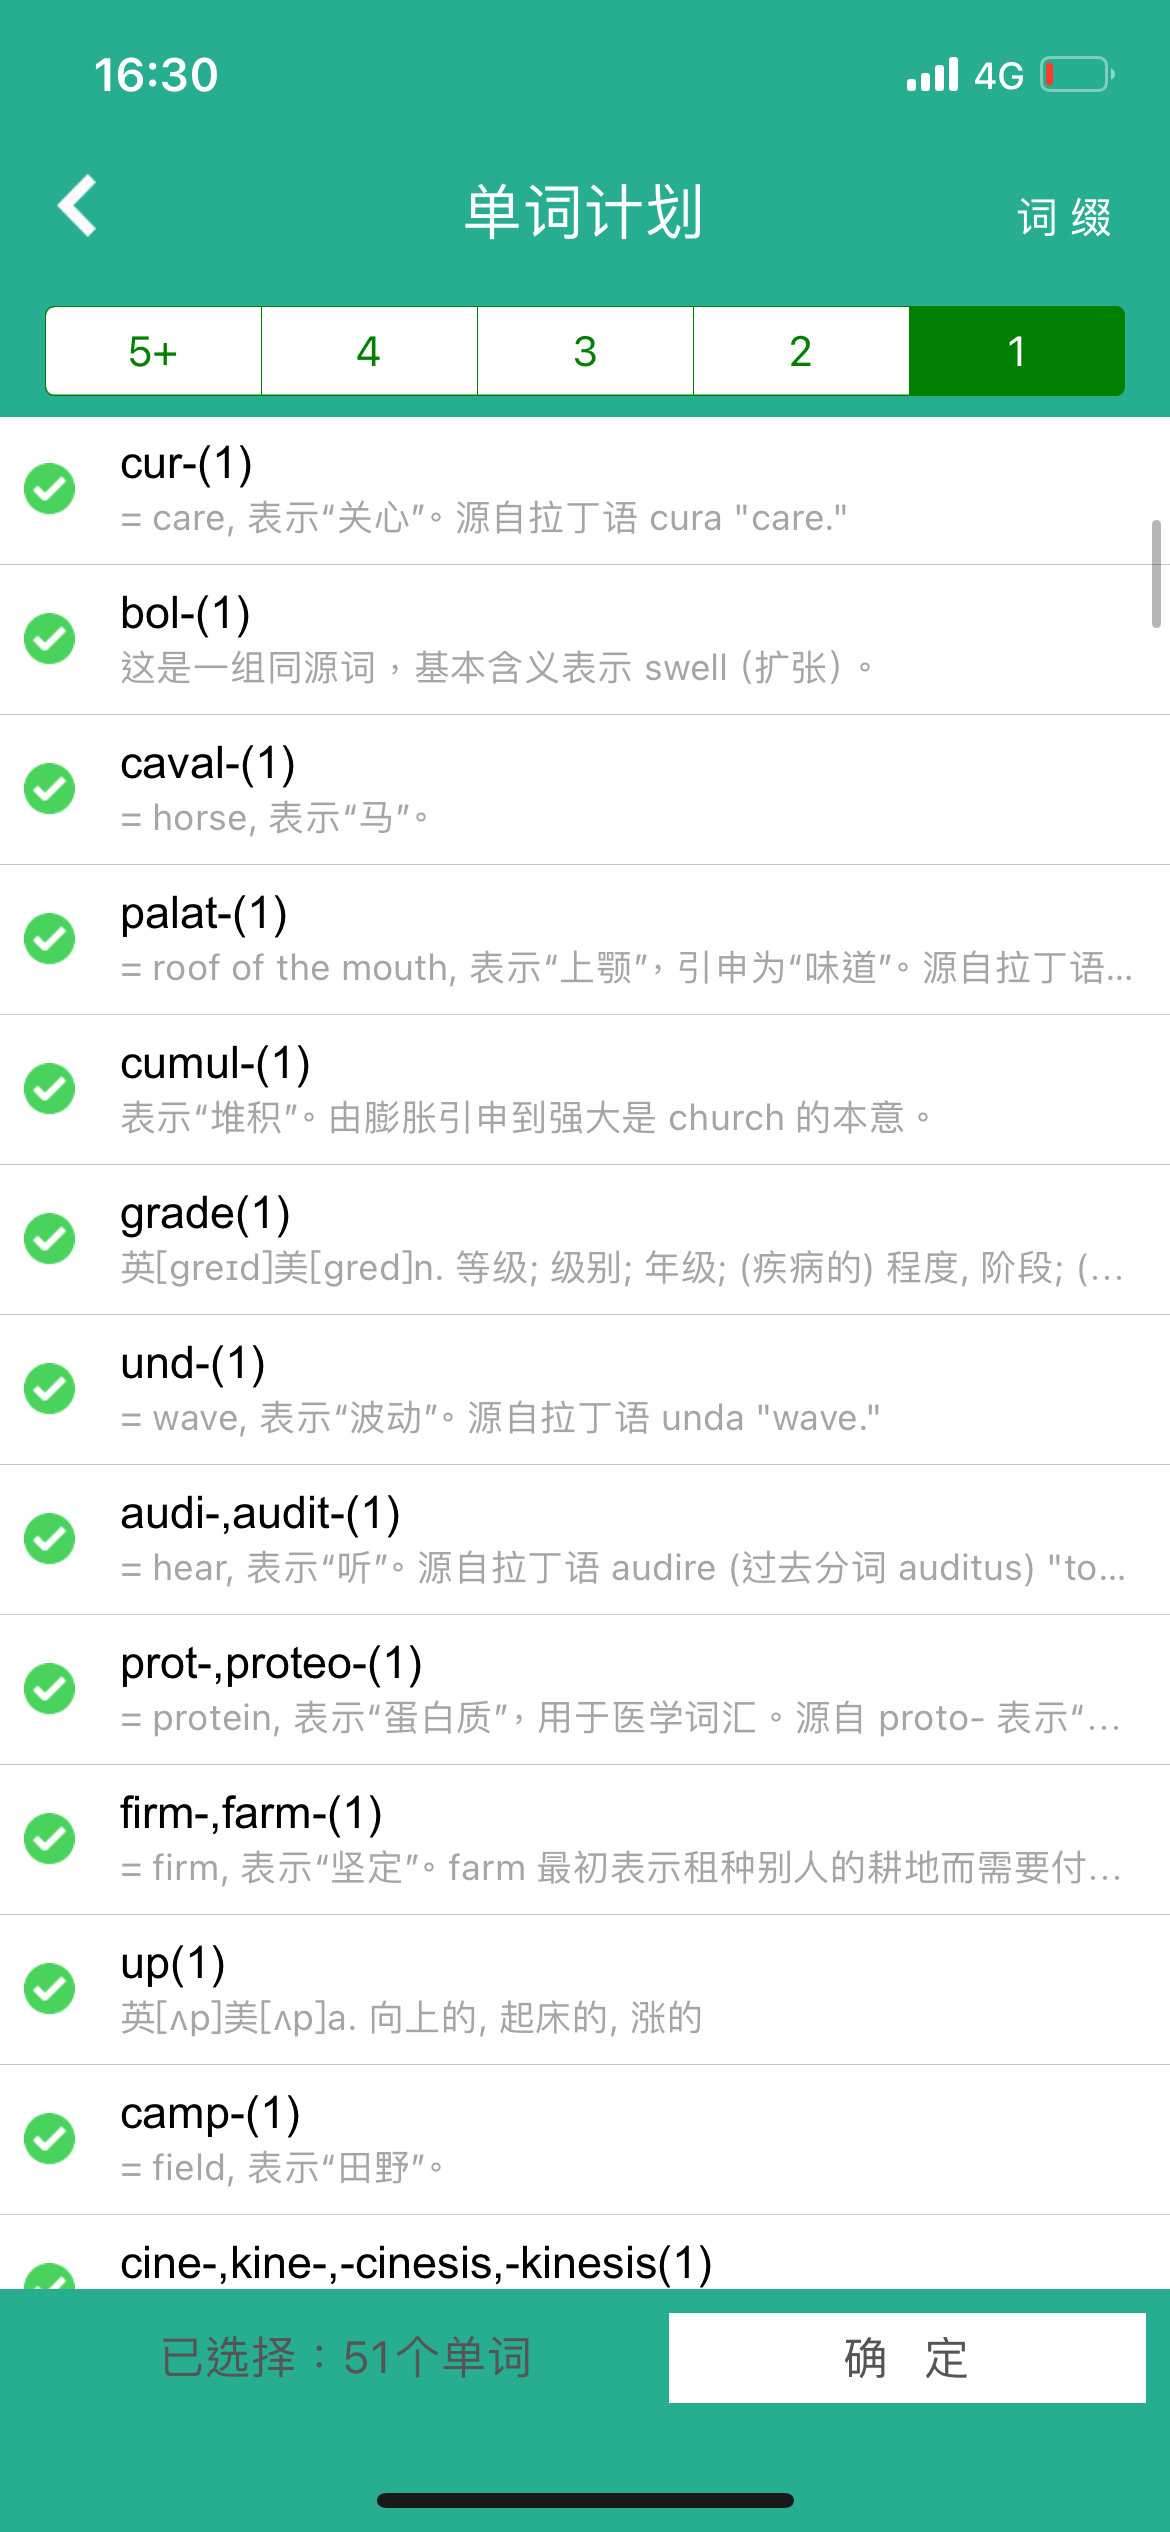 16:30
4G
单词计划
词 缀
5+ 4 3 2 1
cur-(1)
= care, 表示“关心”。源自拉丁语 cura "care."
bol-(1)
这是一组同源词，基本含义表示 swell (扩张) 。
caval-(1)
= horse, 表示“马”。
palat-(1)
= roof of the mouth, 表示“上颚”，引申为“味道”。源自拉丁语...
cumul-(1)
表示“堆积”。由膨胀引申到强大是 church 的本意。
grade(1)
英[greɪd]美[gred]n. 等级; 级别; 年级; (疾病的) 程度, 阶段; (...
und-(1)
= wave, 表示“波动”。源自拉丁语 unda "wave."
audi-,audit-(1)
= hear, 表示“听”。源自拉丁语 audire (过去分词 auditus) "to...
prot-,proteo-(1)
= protein, 表示“蛋白质”，用于医学词汇。源自 proto- 表示“...
firm-,farm-(1)
= firm, 表示“坚定”。farm 最初表示租种别人的耕地而需要付...
up(1)
英[ʌp]美[ʌp]a. 向上的, 起床的, 涨的
camp-(1)
= field, 表示“田野”。
cine-,kine-,-cinesis,-kinesis(1)
已选择：51个单词
确 定